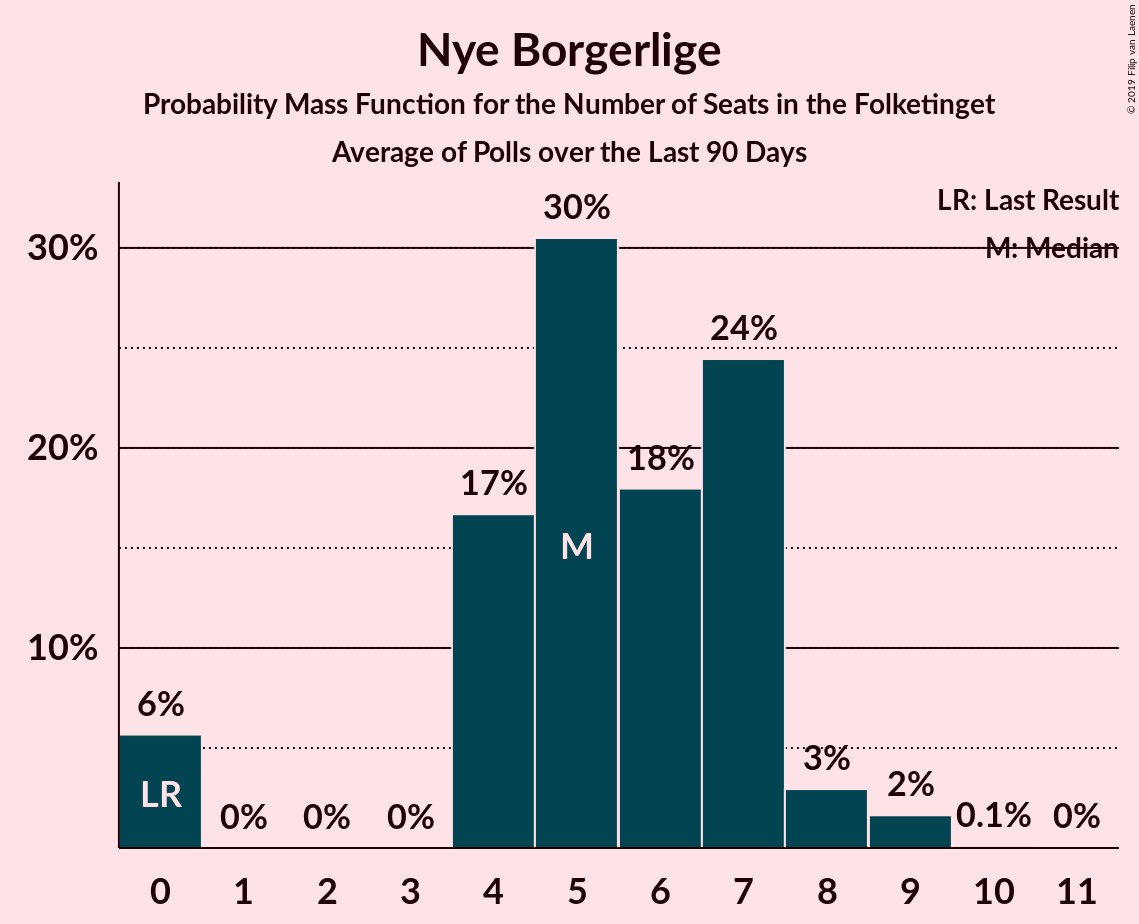 Nye Borgerlige
Probability Mass Function for the Number of Seats in the Folketinget
Average of Polls over the Last 90 Days
© 2019 Filip van Laenen
LR: Last Result
M: Median
30%
20%
10%
6%
0%
0%
0%
17%
30%
18%
24%
3%
2%
0.1%
0%
LR
M
0 1 2 3 4 5 6 7 8 9 10 11